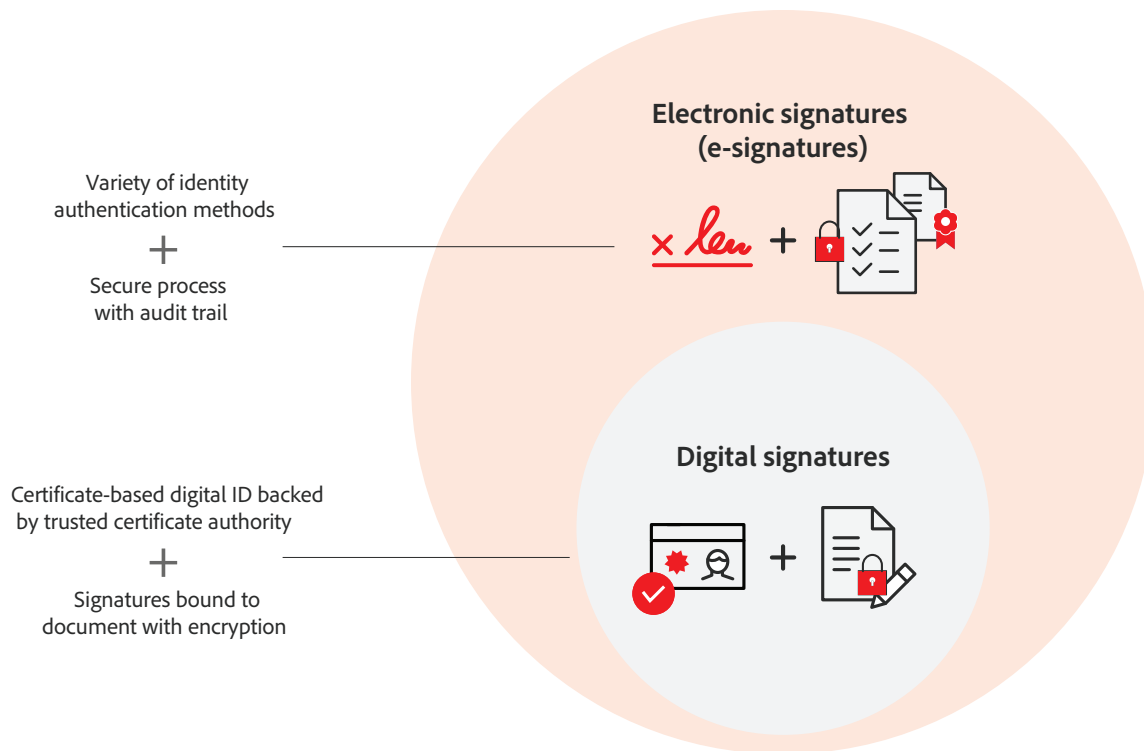 Electronic signatures
(e-signatures)
Variety of identity
authentication methods
+
Secure process
with audit trail
× len +
Digital signatures
Certificate-based digital ID backed
by trusted certificate authority
+
Signatures bound to
document with encryption
+